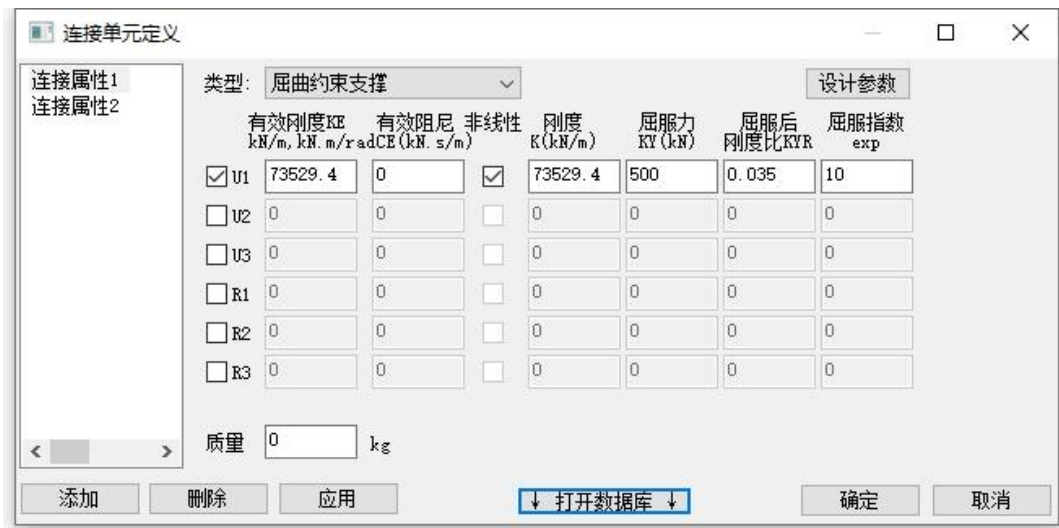 连接单元定义
连接属性1
连接属性2
类型: 屈曲约束支撑 设计参数
有效刚度KE 有效阻尼 非线性 刚度 屈服力 屈服后 屈服指数
kN/m,kN.m/radCE(kN.s/m) K(kN/m) KY(kN) 刚度比KYR exp
U1 73529.4 0 73529.4 500 0.035 10
U2 0 0 0 0 0 0
U3 0 0 0 0 0 0
R1 0 0 0 0 0 0
R2 0 0 0 0 0 0
R3 0 0 0 0 0 0
质量 0 kg
添加 删除 应用 ↓ 打开数据库 ↓ 确定 取消